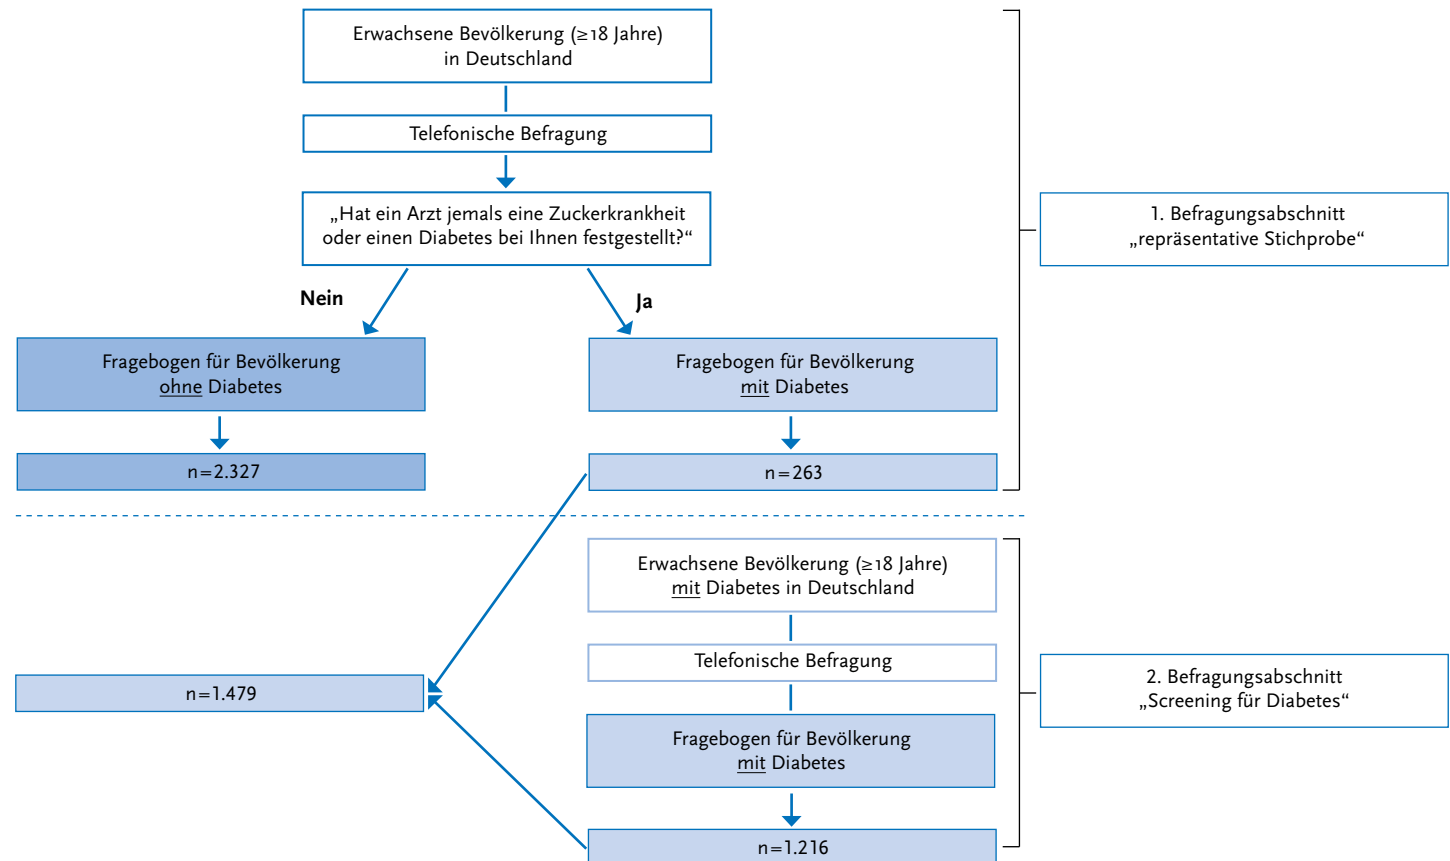 Erwachsene Bevölkerung (≥18 Jahre)
in Deutschland
Telefonische Befragung
„Hat ein Arzt jemals eine Zuckerkrankheit
oder einen Diabetes bei Ihnen festgestellt?“
1. Befragungsabschnitt
„repräsentative Stichprobe“
Nein
Ja
Fragebogen für Bevölkerung
ohne Diabetes
Fragebogen für Bevölkerung
mit Diabetes
n=2.327
n=263
Erwachsene Bevölkerung (≥18 Jahre)
mit Diabetes in Deutschland
Telefonische Befragung
n=1.479
2. Befragungsabschnitt
„Screening für Diabetes“
Fragebogen für Bevölkerung
mit Diabetes
n=1.216